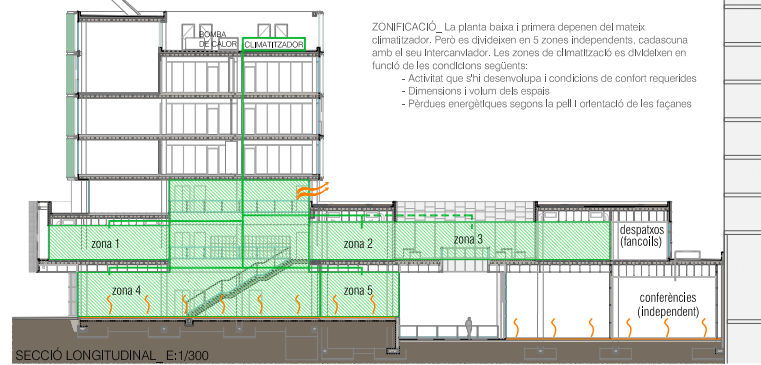 ZONIFICACIÓ_ La planta baixa i primera depenen del mateix
climatitzador. Però es divideixen en 5 zones independents, cadascuna
amb el seu Intercanviador. Les zones de climatització es divideixen en
funció de les condicions següents:
- Activitat que s'hi desenvolupa i condicions de confort requerides
- Dimensions i volum dels espais
- Pèrdues energètiques segons la pell i orientació de les façanes
BOMBA
DE CALOR
CLIMATITZADOR
zona 1
zona 2
zona 3
despatxos
(fancoils)
zona 4
zona 5
conferències
(independent)
SECCIÓ LONGITUDINAL_ E:1/300